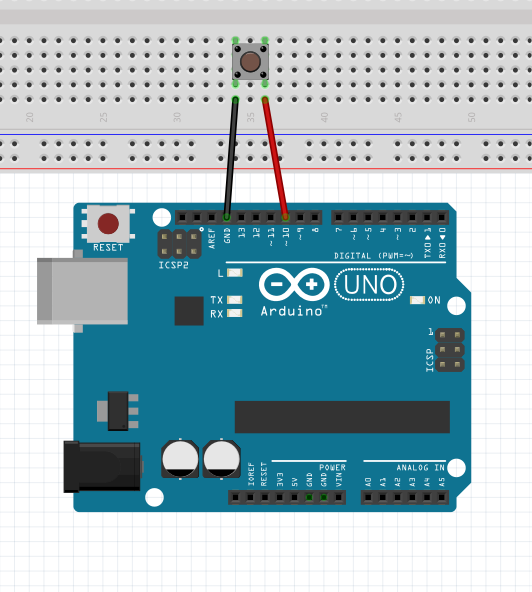 20
25
30
35
40
45
50
RESET
ICSP2
AREF
GND
13
12
~11
~10
~9
8
7
~6
~5
4
~3
2
TX0▶1
RX0◀0
DIGITAL (PWM=~)
L
TX
RX
Arduino™
UNO
ON
1
ICSP
POWER
ANALOG IN
IOREF
RESET
3V3
5V
GND
GND
VIN
A0
A1
A2
A3
A4
A5